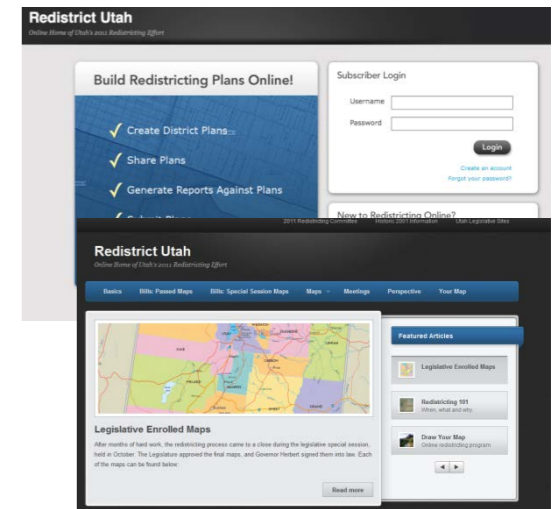 Redistrict Utah
Online Home of Utah's 2011 Redistricting Effort
Build Redistricting Plans Online!
Create District Plans
Share Plans
Generate Reports Against Plans
Submit Plans
Subscriber Login
Username
Password
Login
Create an account
Forgot your password?
New to Redistricting Online?
2011 Redistricting Committee Historic 2001 Information Utah Legislative Sites
Redistrict Utah
Online Home of Utah's 2011 Redistricting Effort
Basics Bills: Passed Maps Bills: Special Session Maps Maps Meetings Perspective Your Map
Legislative Enrolled Maps
After months of hard work, the redistricting process came to a close during the legislative special session,
held in October. The Legislature approved the final maps, and Governor Herbert signed them into law. Each
of the maps can be found below:
Read more
Featured Articles
Legislative Enrolled Maps
Redistricting 101
When, what and why.
Draw Your Map
Online redistricting program